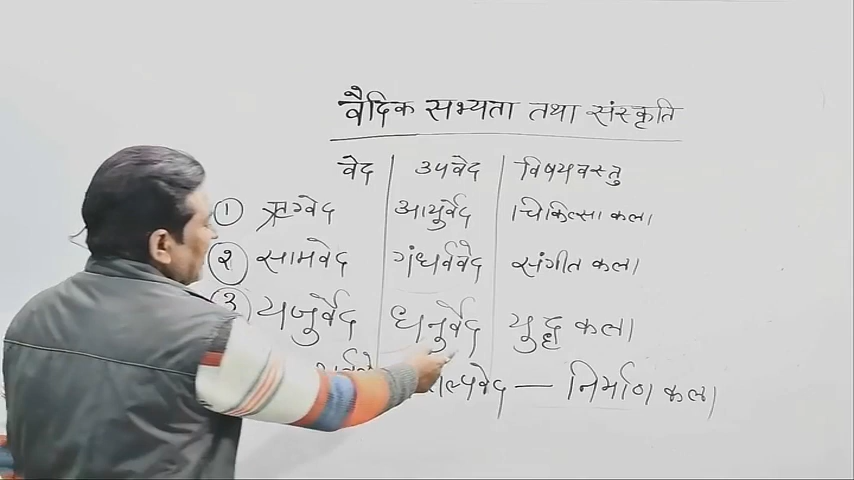 वैदिक सभ्यता तथा संस्कृति
वेद उपवेद विषयवस्तु
① ऋग्वेद आयुर्वेद चिकित्सा कला
② सामवेद गंधर्ववेद संगीत कला
③ यजुर्वेद धनुर्वेद युद्ध कला
— निर्माण कला